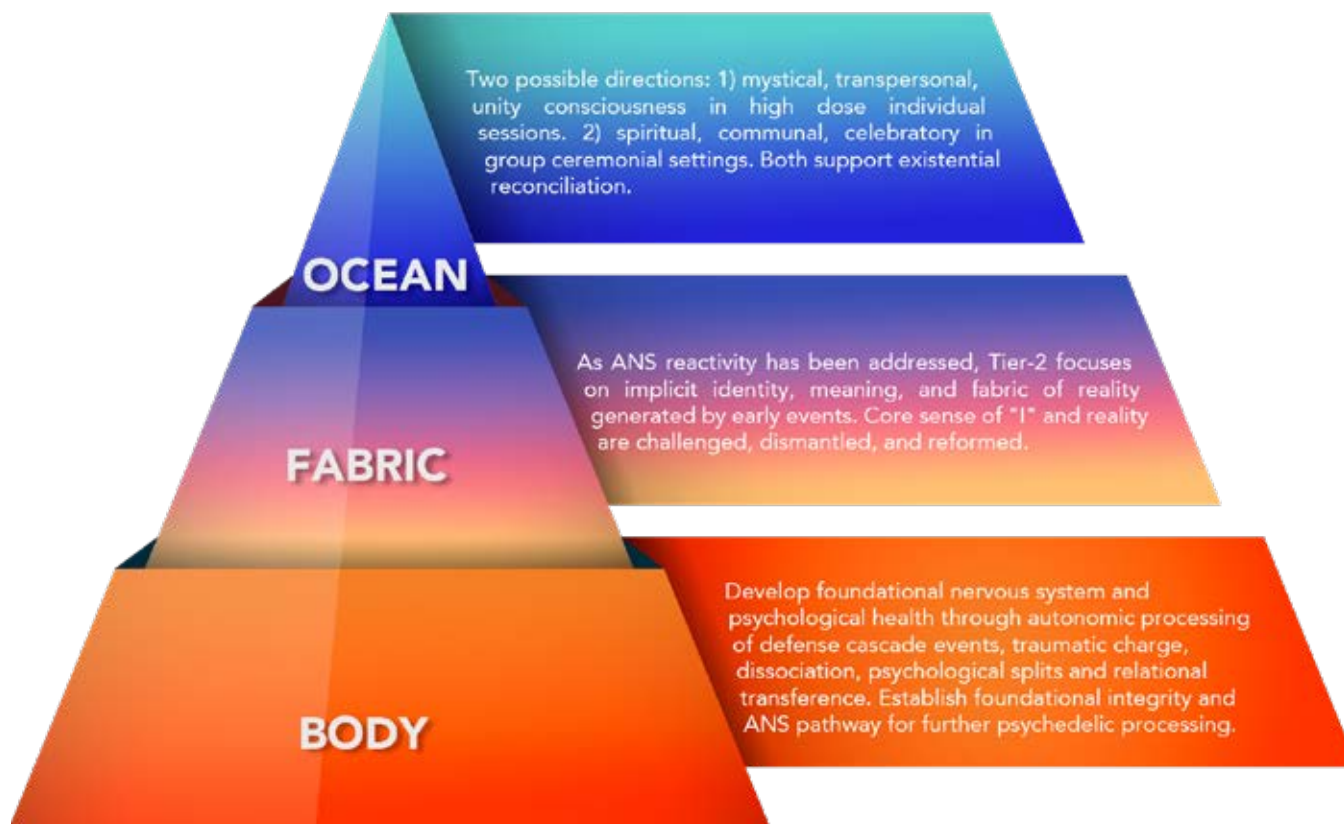 Two possible directions: 1) mystical, transpersonal,
unity consciousness in high dose individual
sessions. 2) spiritual, communal, celebratory in
group ceremonial settings. Both support existential
reconciliation.
OCEAN
As ANS reactivity has been addressed, Tier-2 focuses
on implicit identity, meaning, and fabric of reality
generated by early events. Core sense of "I" and reality
are challenged, dismantled, and reformed.
FABRIC
Develop foundational nervous system and
psychological health through autonomic processing
of defense cascade events, traumatic charge,
dissociation, psychological splits and relational
transference. Establish foundational integrity and
ANS pathway for further psychedelic processing.
BODY